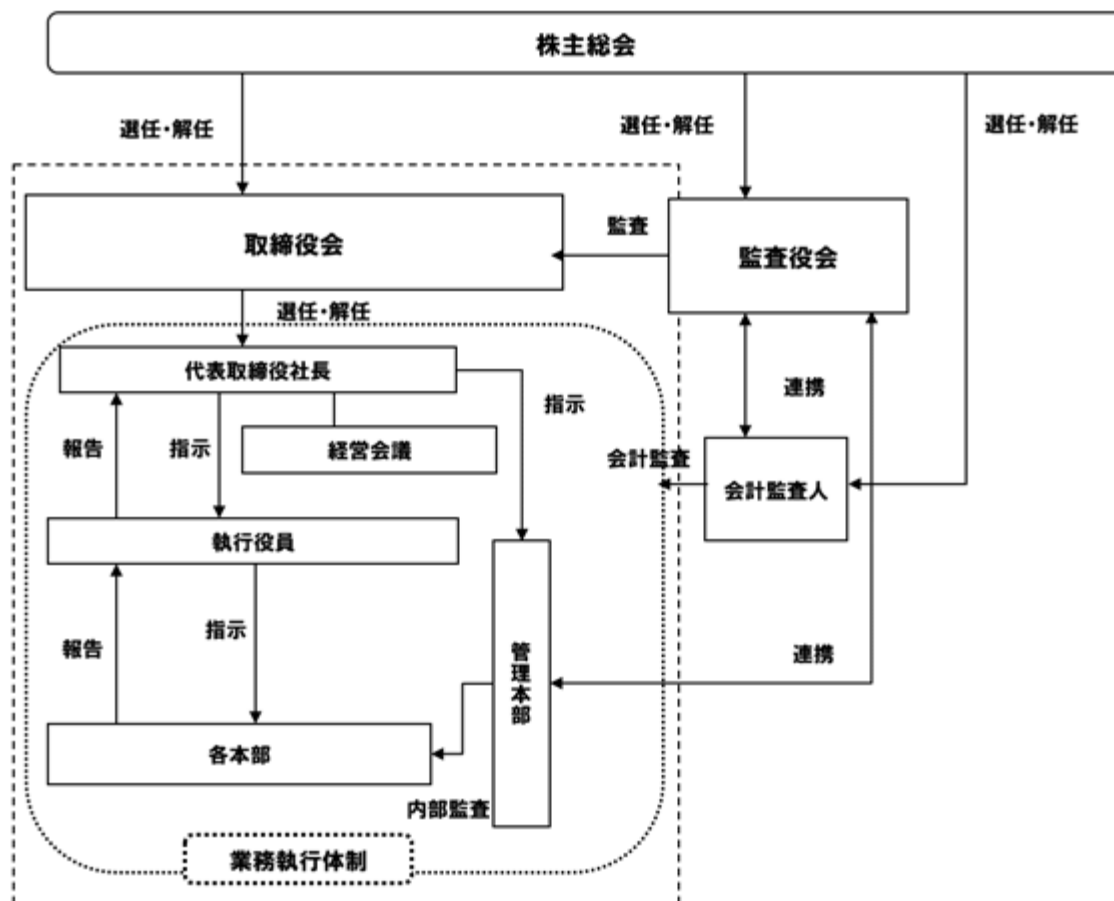 株主総会
選任・解任
選任・解任
選任・解任
取締役会
監査
監査役会
選任・解任
代表取締役社長
指示
連携
報告
指示
経営会議
会計監査
会計監査人
執行役員
報告
指示
管理本部
連携
各本部
内部監査
業務執行体制